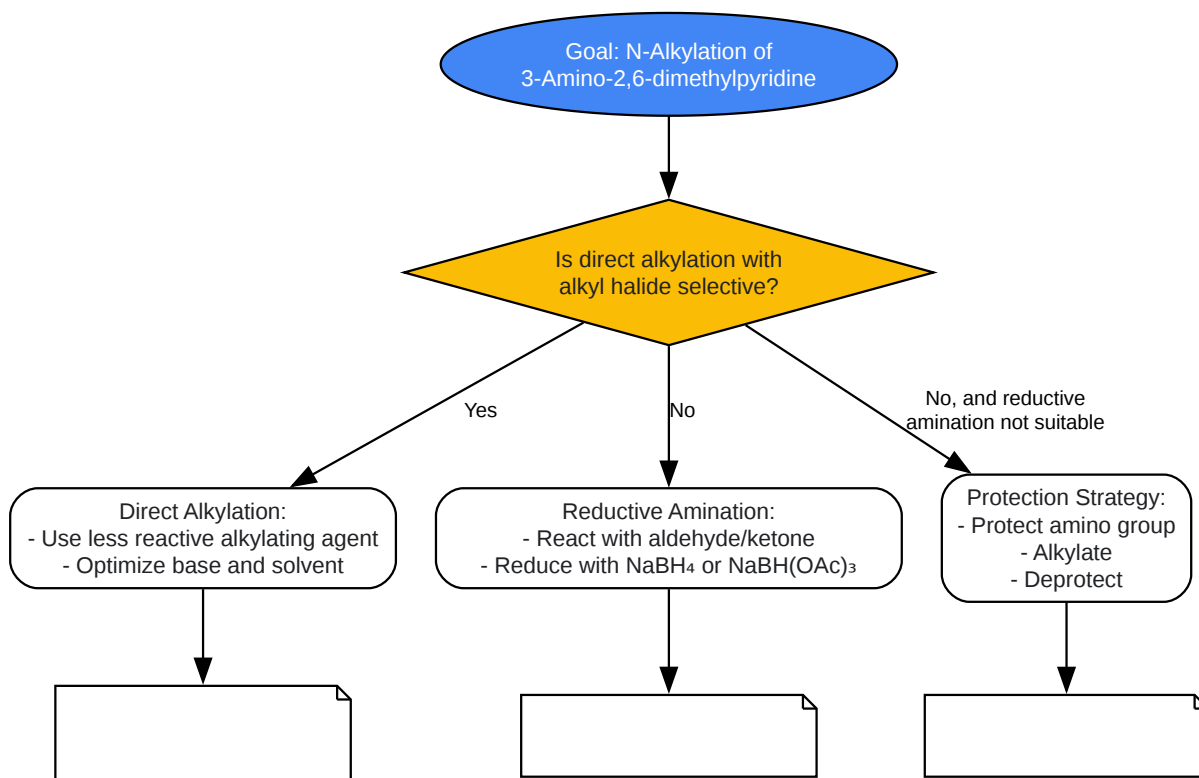 Goal: N-Alkylation of
3-Amino-2,6-dimethylpyridine
Is direct alkylation with
alkyl halide selective?
Yes
No
No, and reductive
amination not suitable
Direct Alkylation:
- Use less reactive alkylating agent
- Optimize base and solvent
Reductive Amination:
- React with aldehyde/ketone
- Reduce with NaBH₄ or NaBH(OAc)₃
Protection Strategy:
- Protect amino group
- Alkylate
- Deprotect